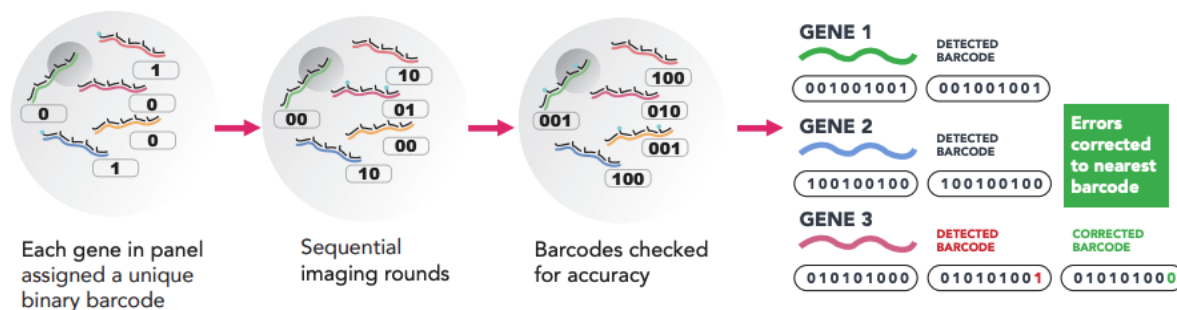 1
0
0
0
1
Each gene in panel
assigned a unique
binary barcode
10
01
00
00
10
Sequential
imaging rounds
100
010
001
001
100
Barcodes checked
for accuracy
GENE 1
DETECTED
BARCODE
001001001
001001001
GENE 2
DETECTED
BARCODE
100100100
100100100
Errors
corrected
to nearest
barcode
GENE 3
DETECTED
BARCODE
CORRECTED
BARCODE
010101000
010101001
010101000